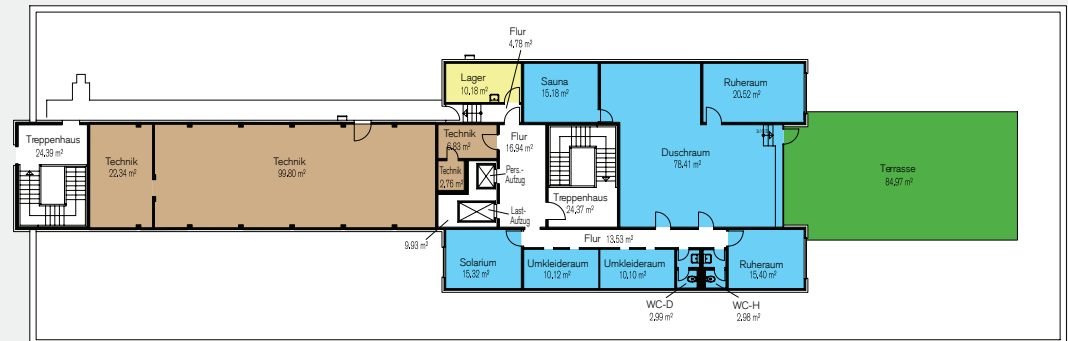 Flur
4.78 m²
Lager
10.18 m²
Sauna
15.18 m²
Ruheraum
20.52 m²
Treppenhaus
24.39 m²
Technik
22.34 m²
Technik
99.80 m²
Technik
6.83 m²
Flur
16.94 m²
Technik
2.76 m²
Pers.-
Aufzug
Last-
Aufzug
Treppenhaus
24.37 m²
Duschraum
78.41 m²
Terrasse
84,97 m²
9.93 m²
Flur 13.53 m²
Solarium
15.32 m²
Umkleideraum
10.12 m²
Umkleideraum
10.10 m²
Ruheraum
15.40 m²
WC-D
2.99 m²
WC-H
2.98 m²